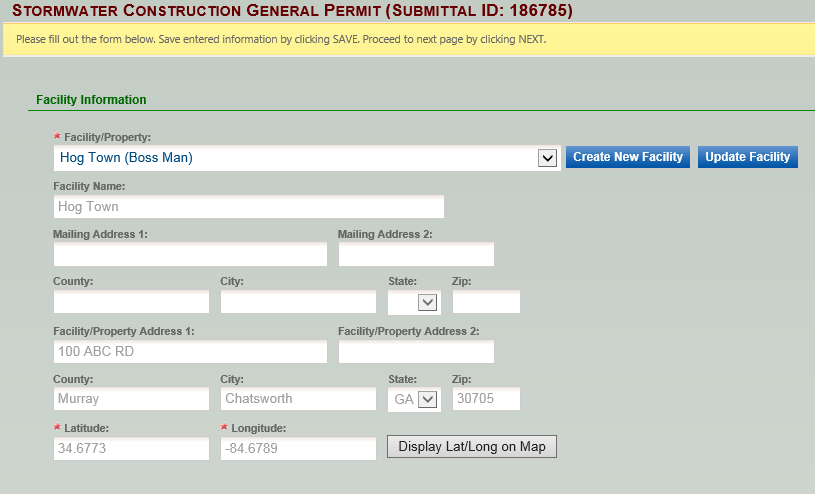 STORMWATER CONSTRUCTION GENERAL PERMIT (SUBMITTAL ID: 186785)
Please fill out the form below. Save entered information by clicking SAVE. Proceed to next page by clicking NEXT.
Facility Information
* Facility/Property:
Hog Town (Boss Man) Create New Facility Update Facility
Facility Name:
Hog Town
Mailing Address 1: Mailing Address 2:
County: City: State: Zip:
Facility/Property Address 1: Facility/Property Address 2:
100 ABC RD
County: City: State: Zip:
Murray Chatsworth GA 30705
* Latitude: * Longitude:
34.6773 -84.6789 Display Lat/Long on Map